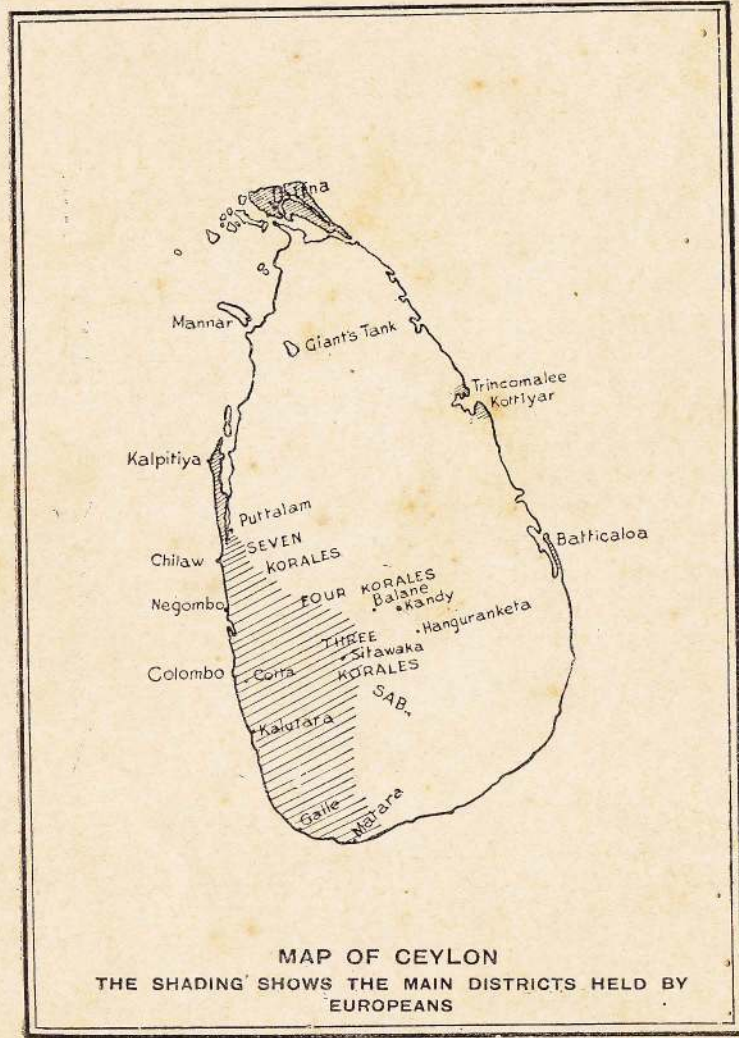 Jaffna
Mannar
Giant's Tank
Trincomalee
Kottiyar
Kalpitiya
Puttalam
SEVEN
KORALES
Chilaw
Batticaloa
FOUR KORALES
Balane
Kandy
Negombo
Hanguranketa
THREE
Sitawaka
KORALES
Colombo
Cotta
SAB.
Kalutara
Galle
Matara
MAP OF CEYLON
THE SHADING SHOWS THE MAIN DISTRICTS HELD BY
EUROPEANS